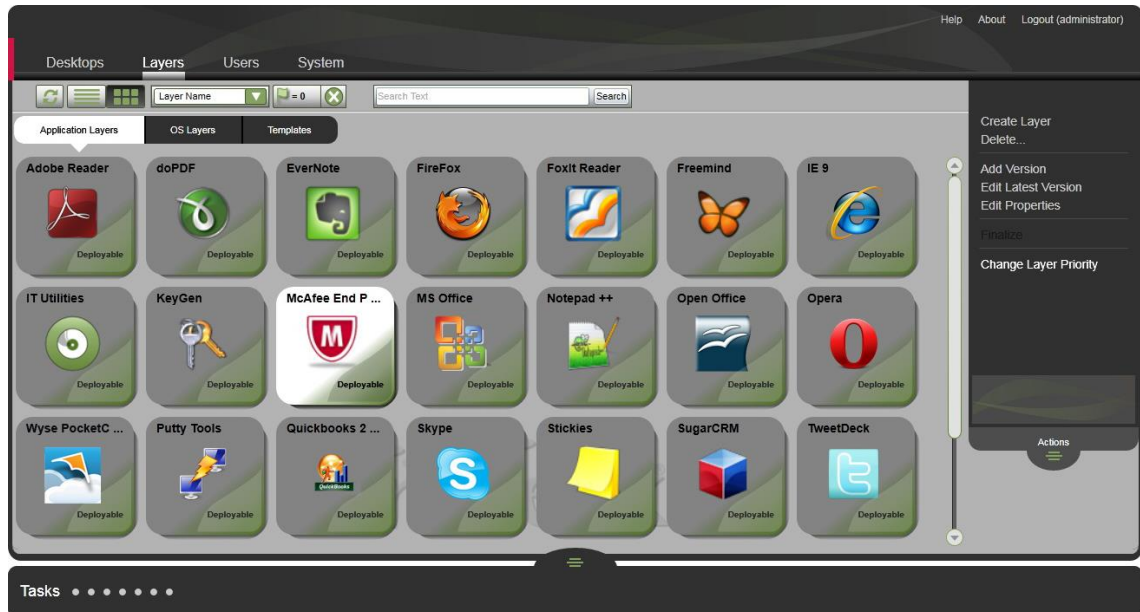 Help About Logout (administrator)
Desktops Layers Users System
Layer Name = 0 Search Text Search
Application Layers OS Layers Templates
Adobe Reader doPDF EverNote FireFox Foxit Reader Freemind IE 9
Deployable Deployable Deployable Deployable Deployable Deployable Deployable
IT Utilities KeyGen McAfee End P ... MS Office Notepad ++ Open Office Opera
M
Deployable Deployable Deployable Deployable Deployable Deployable Deployable
Wyse PocketC ... Putty Tools Quickbooks 2 ... Skype Stickies SugarCRM TweetDeck
S t
QuickBooks
Deployable Deployable Deployable Deployable Deployable Deployable Deployable
Create Layer
Delete...
Add Version
Edit Latest Version
Edit Properties
Finalize
Change Layer Priority
Actions
Tasks